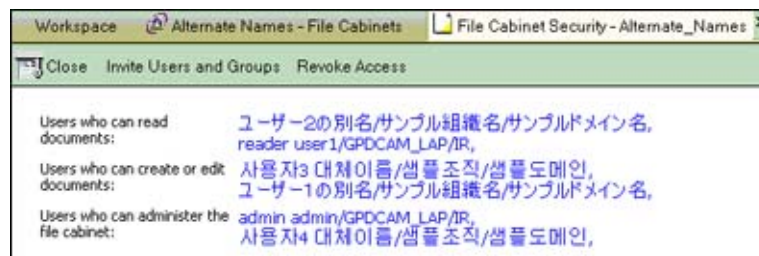 Workspace Alternate Names - File Cabinets File Cabinet Security - Alternate_Names
Close Invite Users and Groups Revoke Access
Users who can read documents:
ユーザー2の別名/サンプル組織名/サンプルドメイン名,
reader user1/GPDCAM_LAP/IR,
Users who can create or edit documents:
사용자3 대체이름/샘플조직/샘플도메인,
ユーザー1の別名/サンプル組織名/サンプルドメイン名,
Users who can administer the file cabinet:
admin admin/GPDCAM_LAP/IR,
사용자4 대체이름/샘플조직/샘플도메인,